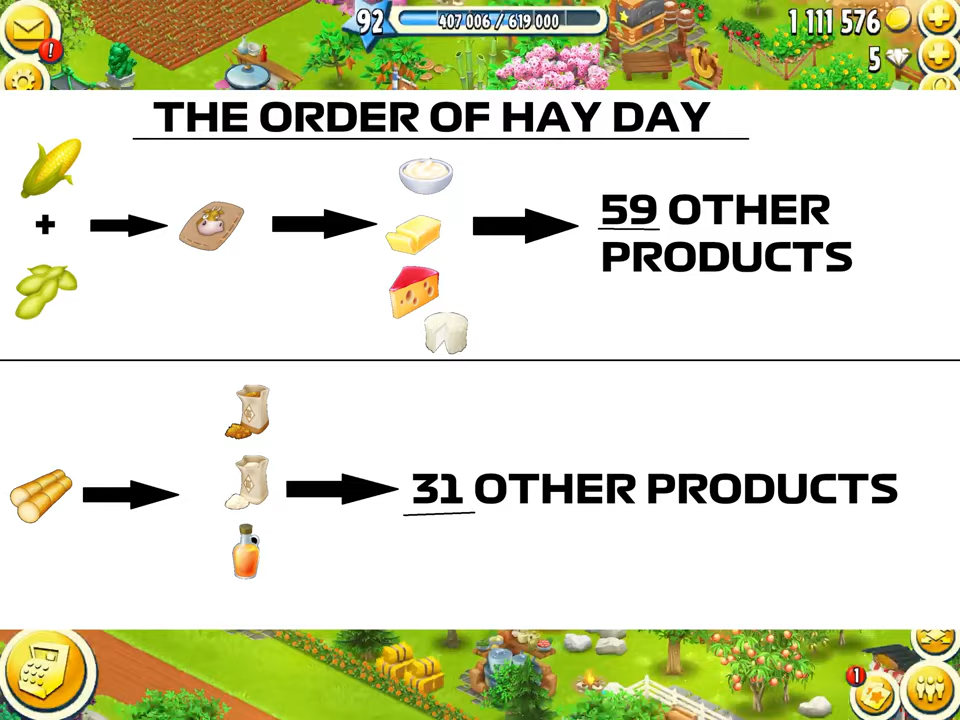 92
407 006 / 619 000
1 111 576
5
THE ORDER OF HAY DAY
+
59 OTHER
PRODUCTS
31 OTHER PRODUCTS
1